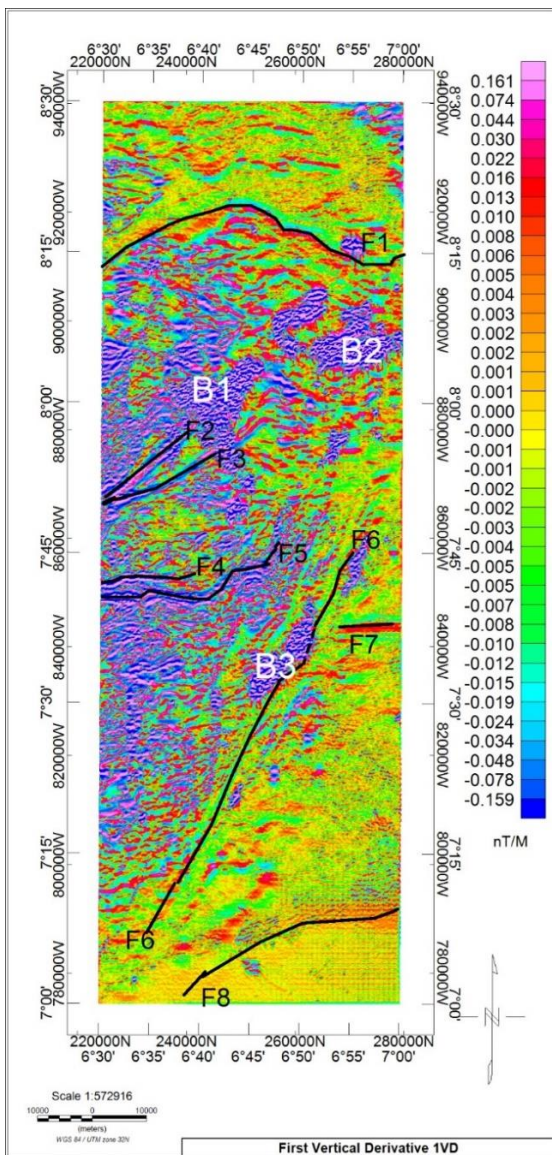 6°30' 6°35' 6°40' 6°45' 6°50' 6°55' 7°00'
220000N 240000N 260000N 280000N
8°30'
940000W
920000W
8°15'
900000W
8°00'
880000W
7°45'
860000W
840000W
7°30'
820000W
7°15'
800000W
7°00'
780000W
F1
B2
B1
F2
F3
F4
F5
F6
F7
B3
F6
F8
940000W
8°30'
920000W
8°15'
900000W
8°00'
880000W
860000W
7°45'
840000W
7°30'
820000W
7°15'
800000W
780000W
7°00'
220000N 240000N 260000N 280000N
6°30' 6°35' 6°40' 6°45' 6°50' 6°55' 7°00'
0.161
0.074
0.044
0.030
0.022
0.016
0.013
0.010
0.008
0.006
0.005
0.004
0.003
0.002
0.002
0.001
0.001
0.000
-0.000
-0.001
-0.001
-0.002
-0.002
-0.003
-0.004
-0.005
-0.007
-0.008
-0.010
-0.012
-0.015
-0.019
-0.024
-0.034
-0.048
-0.078
-0.159
nT/M
N
Scale 1:572916
10000 0 10000
(meters)
WGS 84 / UTM zone 32N
First Vertical Derivative 1VD